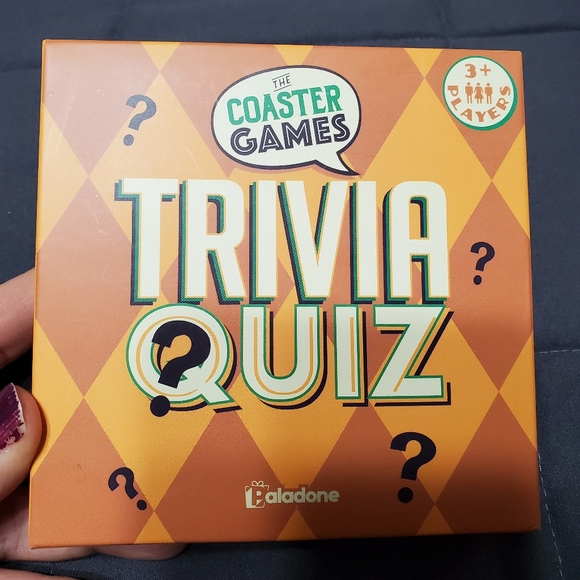 THE
COASTER
GAMES
3+
PLAYERS
TRIVIA
QUIZ
?
?
?
?
?
Paladone